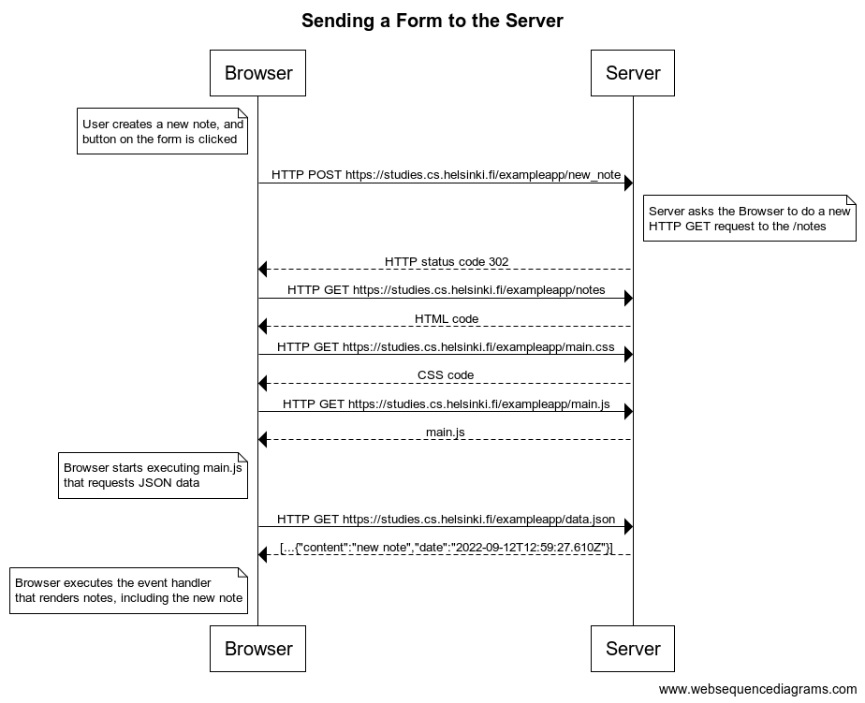 Sending a Form to the Server
Browser
Server
User creates a new note, and
button on the form is clicked
HTTP POST https://studies.cs.helsinki.fi/exampleapp/new_note
Server asks the Browser to do a new
HTTP GET request to the /notes
HTTP status code 302
HTTP GET https://studies.cs.helsinki.fi/exampleapp/notes
HTML code
HTTP GET https://studies.cs.helsinki.fi/exampleapp/main.css
CSS code
HTTP GET https://studies.cs.helsinki.fi/exampleapp/main.js
main.js
Browser starts executing main.js
that requests JSON data
HTTP GET https://studies.cs.helsinki.fi/exampleapp/data.json
[...{"content":"new note","date":"2022-09-12T12:59:27.610Z"}]
Browser executes the event handler
that renders notes, including the new note
Browser
Server
www.websequencediagrams.com